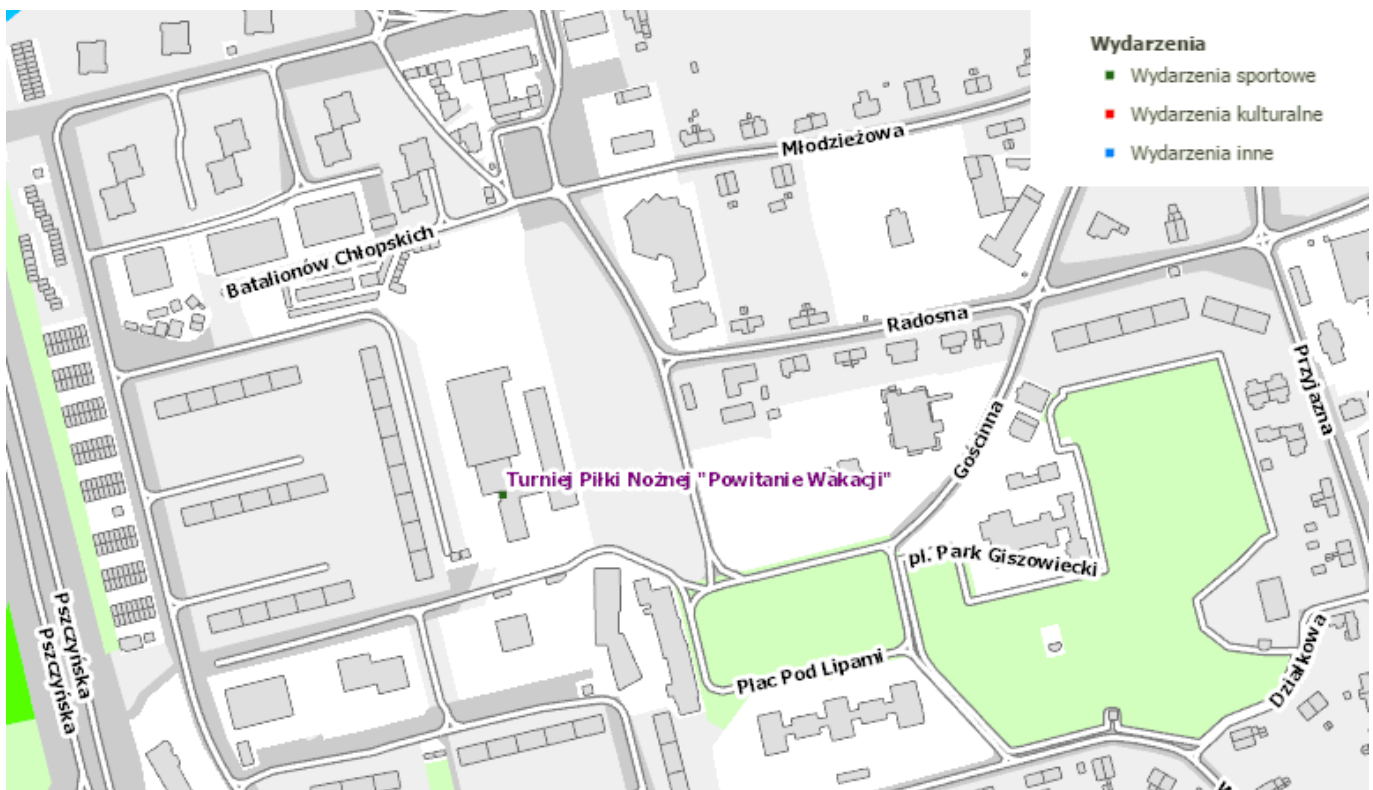 Wydarzenia
Wydarzenia sportowe
Wydarzenia kulturalne
Wydarzenia inne
Młodzieżowa
Batalionów Chłopskich
Radosna
Przyjazna
Gościnna
Turniej Piłki Nożnej "Powitanie Wakacji"
pl. Park Giszowiecki
Pszczyńska
Pszczyńska
Plac Pod Lipami
Działkowa